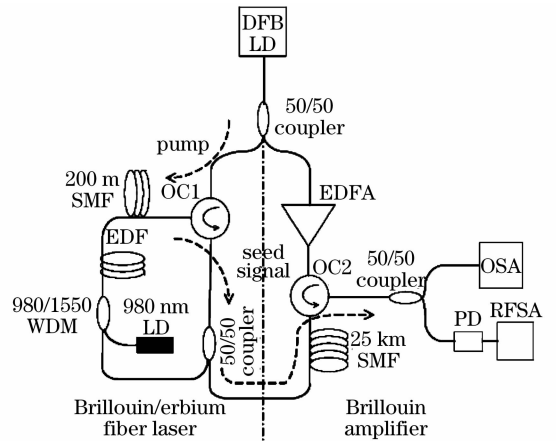 DFB
LD
50/50
coupler
pump
200 m
SMF
OC1
EDFA
EDF
seed
signal
OC2
50/50
coupler
OSA
980/1550
WDM
980 nm
LD
50/50
coupler
25 km
SMF
PD
RFSA
Brillouin/erbium
fiber laser
Brillouin
amplifier